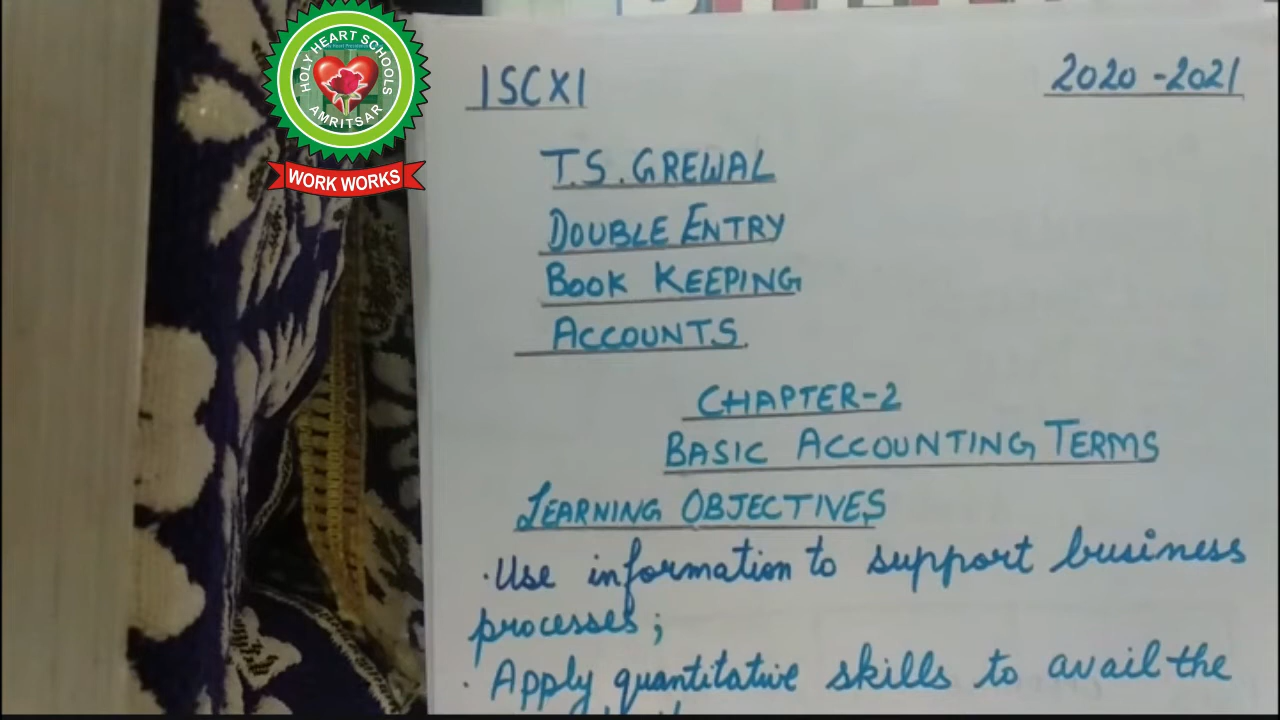 HOLY HEART SCHOOLS
AMRITSAR
WORK WORKS
ISCXI
2020-2021
T.S. GREWAL
DOUBLE ENTRY
BOOK KEEPING
ACCOUNTS.
CHAPTER-2
BASIC ACCOUNTING TERMS
LEARNING OBJECTIVES
· Use information to support business
processes;
· Apply quantitative skills to avail the